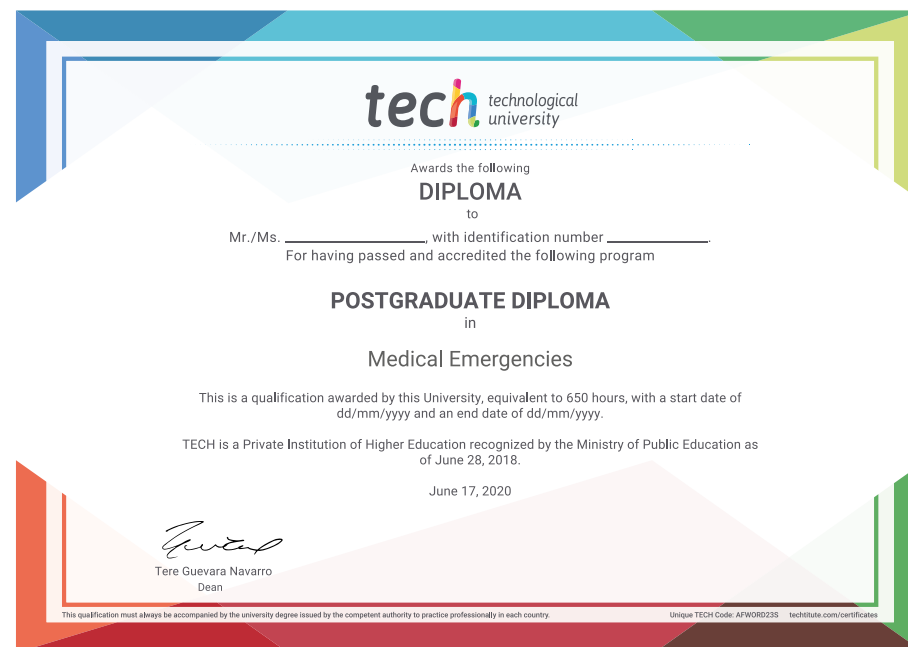 tech technological
university
Awards the following
DIPLOMA
to
Mr./Ms. ____________________, with identification number ______________.
For having passed and accredited the following program
POSTGRADUATE DIPLOMA
in
Medical Emergencies
This is a qualification awarded by this University, equivalent to 650 hours, with a start date of
dd/mm/yyyy and an end date of dd/mm/yyyy.
TECH is a Private Institution of Higher Education recognized by the Ministry of Public Education as
of June 28, 2018.
June 17, 2020
Tere Guevara Navarro
Dean
This qualification must always be accompanied by the university degree issued by the competent authority to practice professionally in each country. Unique TECH Code: AFWORD23S techtitute.com/certificates